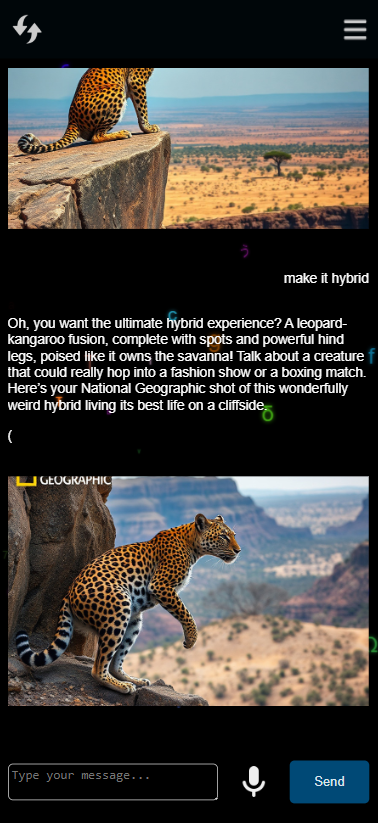 make it hybrid
Oh, you want the ultimate hybrid experience? A leopard-
kangaroo fusion, complete with spots and powerful hind
legs, poised like it owns the savanna! Talk about a creature
that could really hop into a fashion show or a boxing match.
Here's your National Geographic shot of this wonderfully
weird hybrid living its best life on a cliffside.
(
GEOGRAPHIC
Type your message...
Send